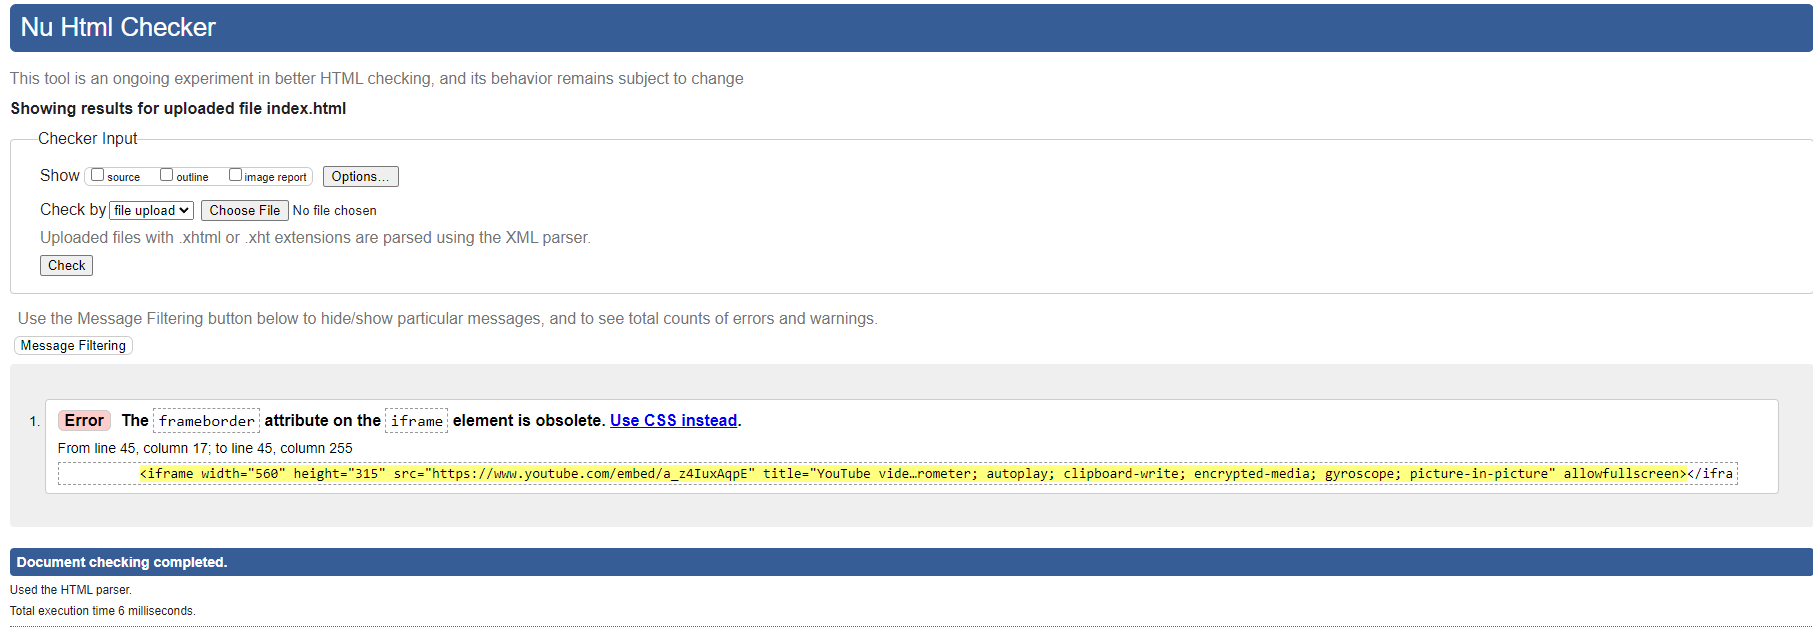 Nu Html Checker
This tool is an ongoing experiment in better HTML checking, and its behavior remains subject to change
Showing results for uploaded file index.html
Checker Input
Show source outline image report Options...
Check by file upload Choose File No file chosen
Uploaded files with .xhtml or .xht extensions are parsed using the XML parser.
Check
Use the Message Filtering button below to hide/show particular messages, and to see total counts of errors and warnings.
Message Filtering
1. Error The frameborder attribute on the iframe element is obsolete. Use CSS instead.
From line 45, column 17; to line 45, column 255
<iframe width="560" height="315" src="https://www.youtube.com/embed/a_z4IuxAqpE" title="YouTube vide…rometer; autoplay; clipboard-write; encrypted-media; gyroscope; picture-in-picture" allowfullscreen></ifra
Document checking completed.
Used the HTML parser.
Total execution time 6 milliseconds.